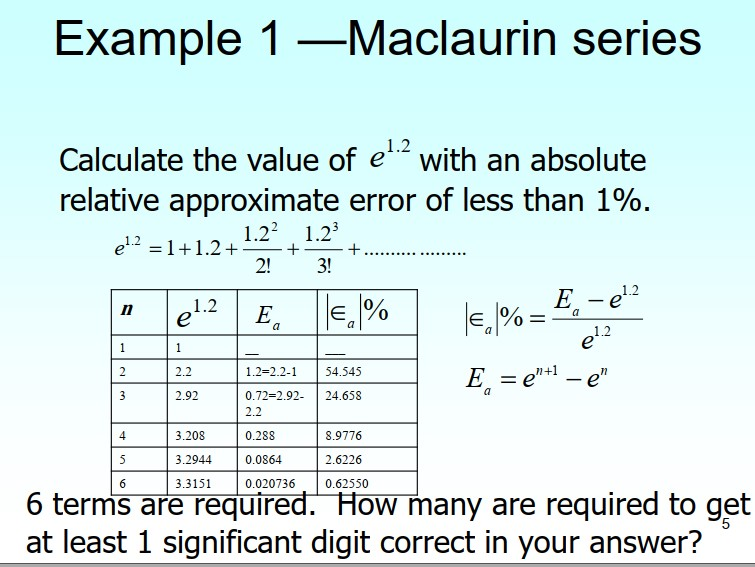 Example 1 —Maclaurin series
Calculate the value of e^1.2 with an absolute
relative approximate error of less than 1%.
e^1.2 = 1 + 1.2 + 1.2^2/2! + 1.2^3/3! + ...................
n e^1.2 E_a |∈_a|%
1 1 __ ___
2 2.2 1.2=2.2-1 54.545
3 2.92 0.72=2.92- 24.658
2.2
4 3.208 0.288 8.9776
5 3.2944 0.0864 2.6226
6 3.3151 0.020736 0.62550
|∈_a|% = (E_a − e^1.2)/e^1.2
E_a = e^(n+1) − e^n
6 terms are required. How many are required to get
at least 1 significant digit correct in your answer?
5